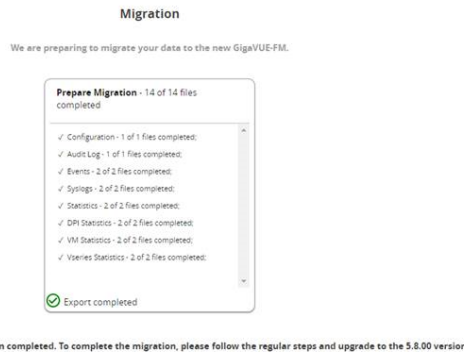 Migration
We are preparing to migrate your data to the new GigaVUE-FM.
Prepare Migration - 14 of 14 files
completed
✓ Configuration - 1 of 1 files completed;
✓ Audit Log - 1 of 1 files completed;
✓ Events - 2 of 2 files completed;
✓ Syslogs - 2 of 2 files completed;
✓ Statistics - 2 of 2 files completed;
✓ DPI Statistics - 2 of 2 files completed;
✓ VM Statistics - 2 of 2 files completed;
✓ Vseries Statistics - 2 of 2 files completed;
Export completed
n completed. To complete the migration, please follow the regular steps and upgrade to the 5.8.00 version